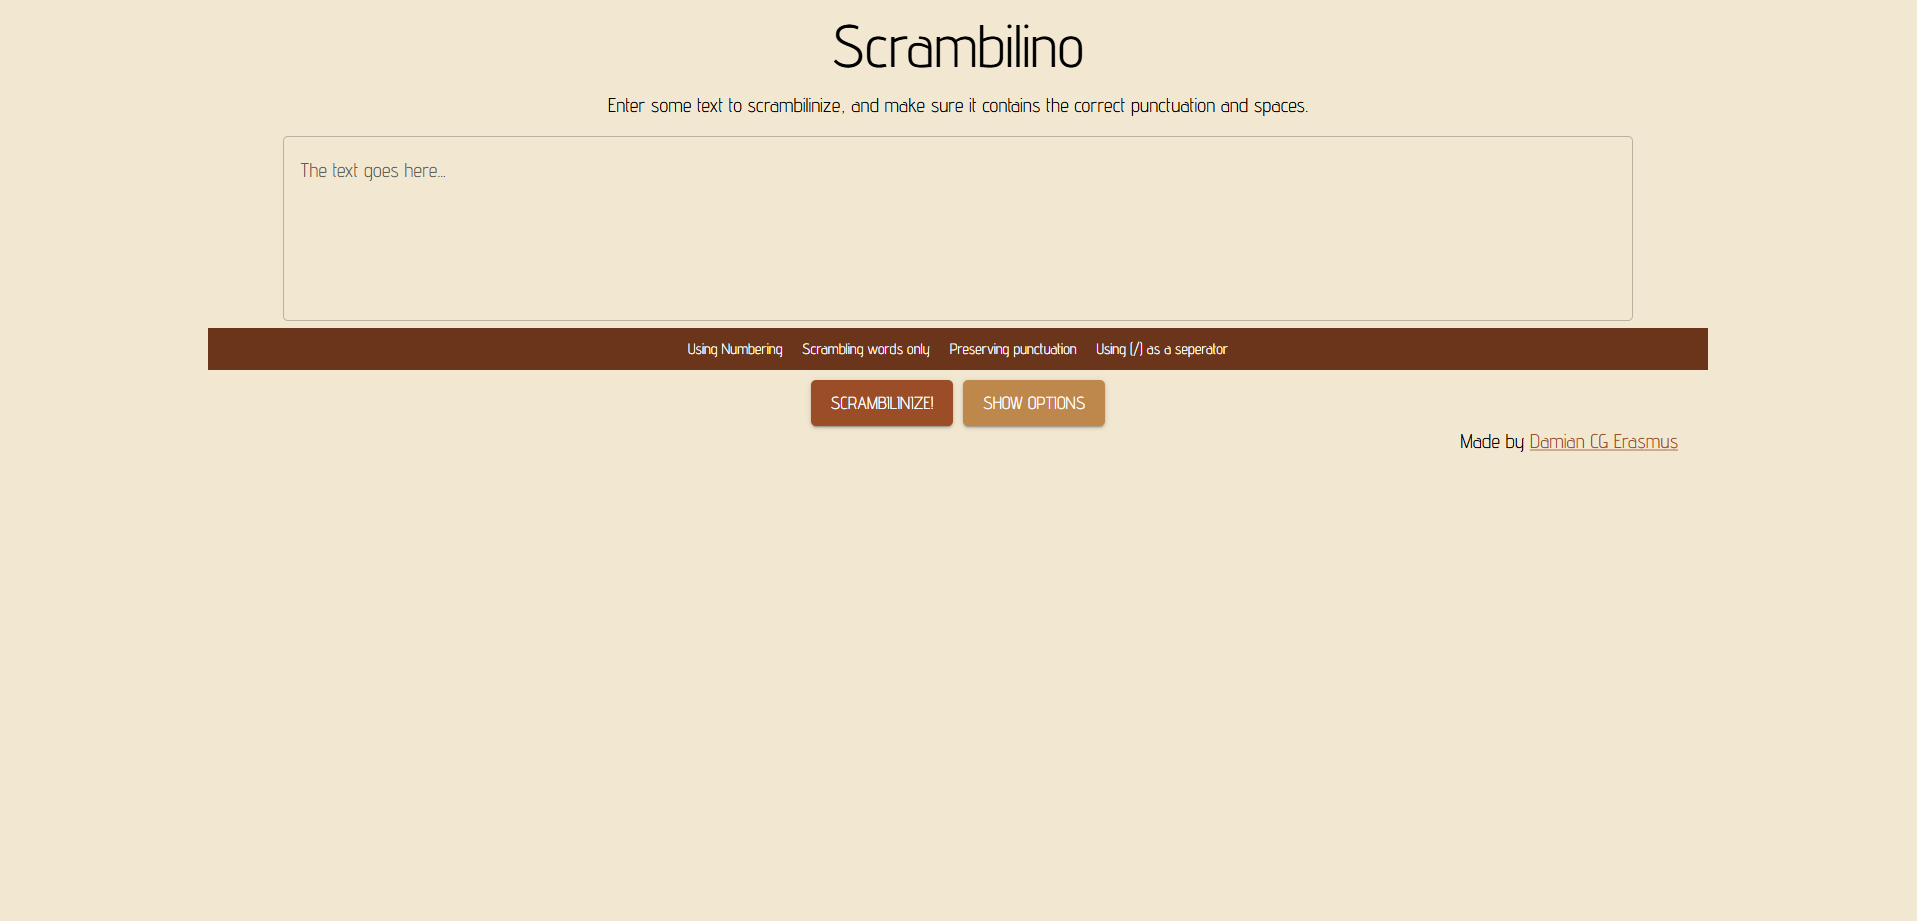 Scrambilino
Enter some text to scrambilinize, and make sure it contains the correct punctuation and spaces.
The text goes here...
Using Numbering Scrambling words only Preserving punctuation Using (/) as a seperator
SCRAMBILINIZE! SHOW OPTIONS
Made by Damian CG Erasmus